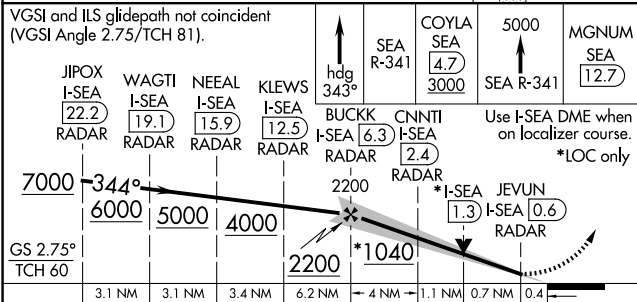 VGSI and ILS glidepath not coincident
(VGSI Angle 2.75/TCH 81).
hdg
343°
SEA
R-341
COYLA
SEA
4.7
3000
5000
SEA R-341
MGNUM
SEA
12.7
JIPOX
I-SEA
22.2
RADAR
WAGTI
I-SEA
19.1
RADAR
NEEAL
I-SEA
15.9
RADAR
KLEWS
I-SEA
12.5
RADAR
BUCKK
I-SEA 6.3
RADAR
CNNTI
I-SEA
2.4
RADAR
Use I-SEA DME when
on localizer course.
*LOC only
*I-SEA
1.3
JEVUN
I-SEA 0.6
RADAR
7000
344°
2200
6000
5000
4000
2200
*1040
GS 2.75°
TCH 60
3.1 NM
3.1 NM
3.4 NM
6.2 NM
4 NM
1.1 NM
0.7 NM
0.4